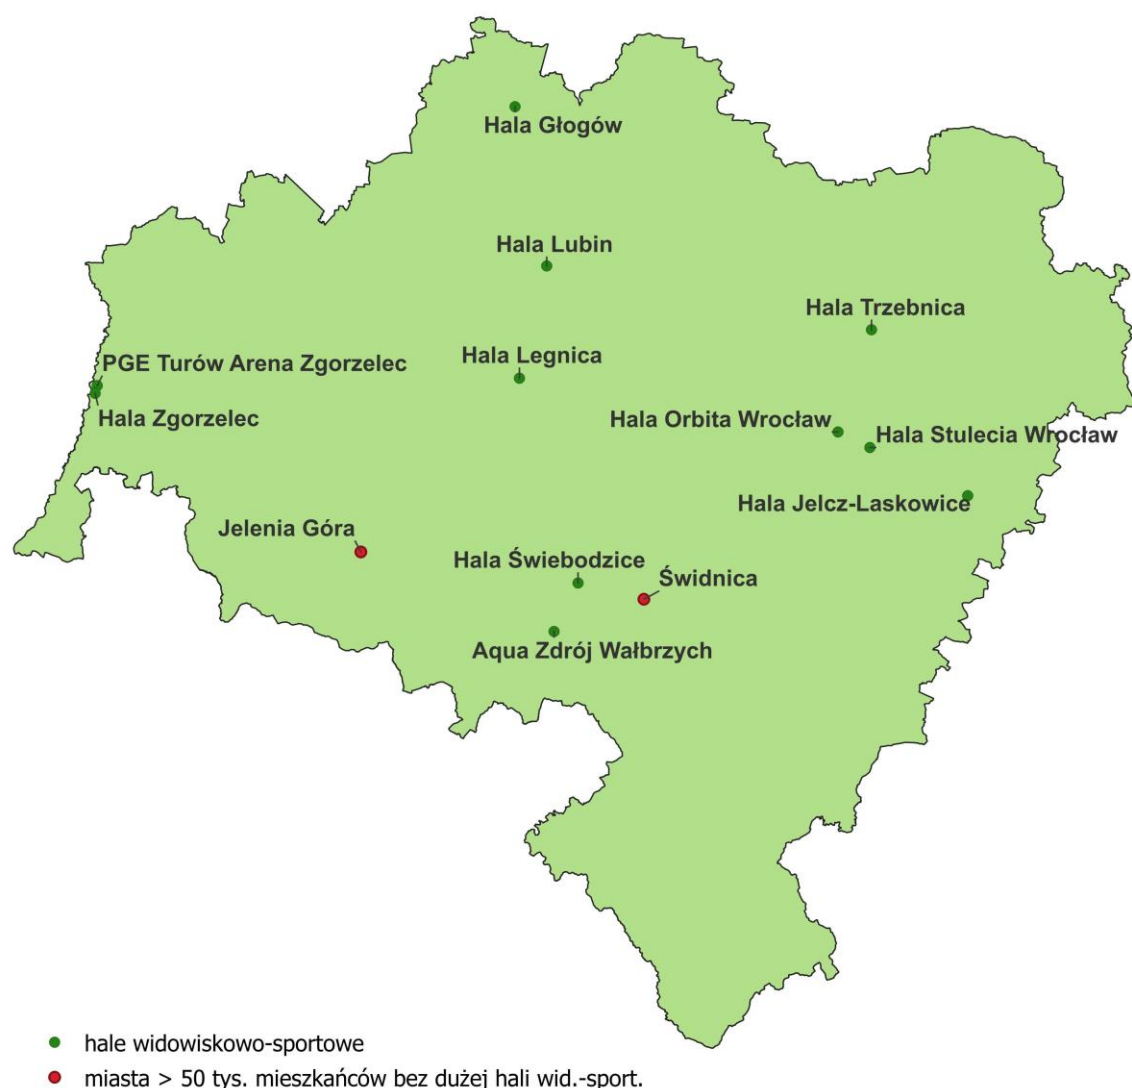 Hala Głogów
Hala Lubin
Hala Trzebnica
Hala Legnica
PGE Turów Arena Zgorzelec
Hala Zgorzelec
Hala Orbita Wrocław
Hala Stulecia Wrocław
Hala Jelcz-Laskowice
Jelenia Góra
Hala Świebodzice
Świdnica
Aqua Zdrój Wałbrzych
hale widowiskowo-sportowe
miasta > 50 tys. mieszkańców bez dużej hali wid.-sport.